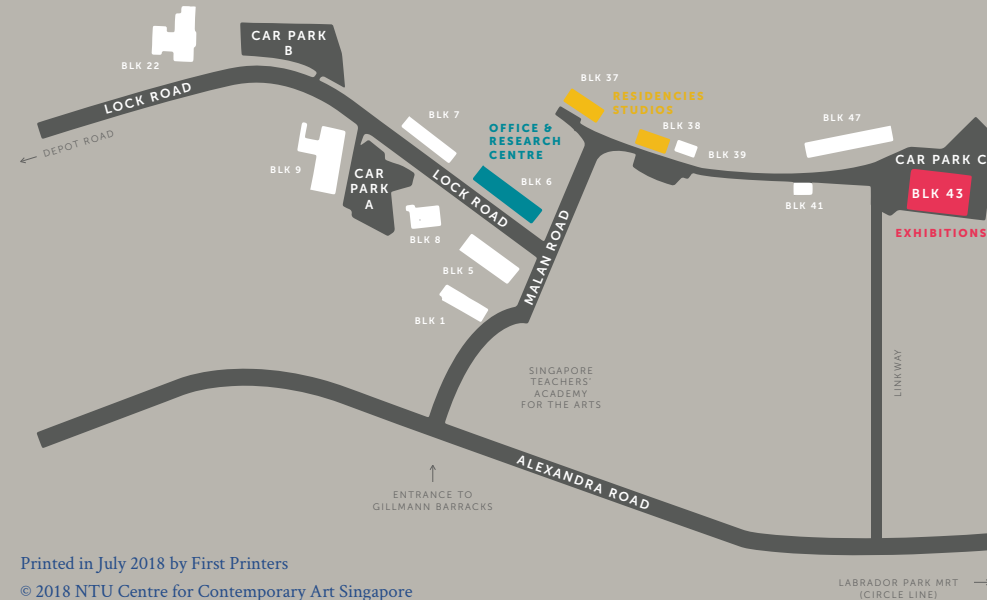 CAR PARK
B
BLK 22
LOCK ROAD
DEPOT ROAD
BLK 37
RESIDENCIES
STUDIOS
BLK 7
OFFICE &
RESEARCH
CENTRE
BLK 38
BLK 39
BLK 47
CAR PARK C
BLK 9
CAR
PARK
A
LOCK ROAD
BLK 6
BLK 43
BLK 41
BLK 8
MALAN ROAD
EXHIBITIONS
BLK 5
BLK 1
SINGAPORE
TEACHERS'
ACADEMY
FOR THE ARTS
LINKWAY
ALEXANDRA ROAD
ENTRANCE TO
GILLMANN BARRACKS
Printed in July 2018 by First Printers
© 2018 NTU Centre for Contemporary Art Singapore
LABRADOR PARK MRT
(CIRCLE LINE)